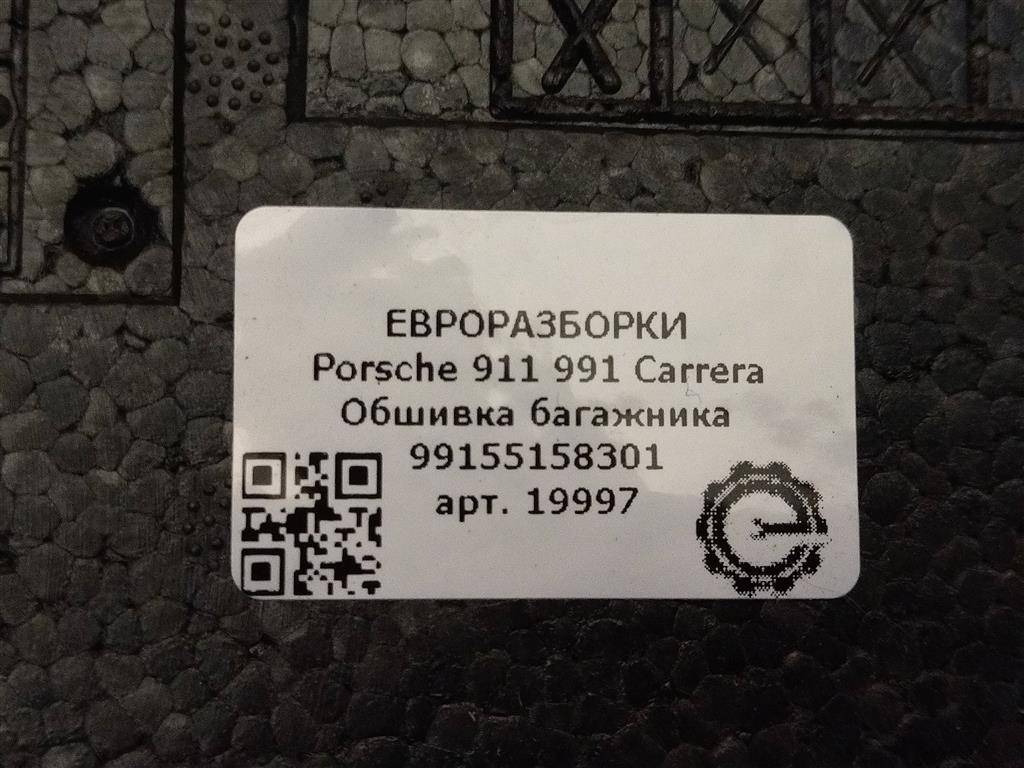 ЕВРОРАЗБОРКИ
Porsche 911 991 Carrera
Обшивка багажника
99155158301
арт. 19997